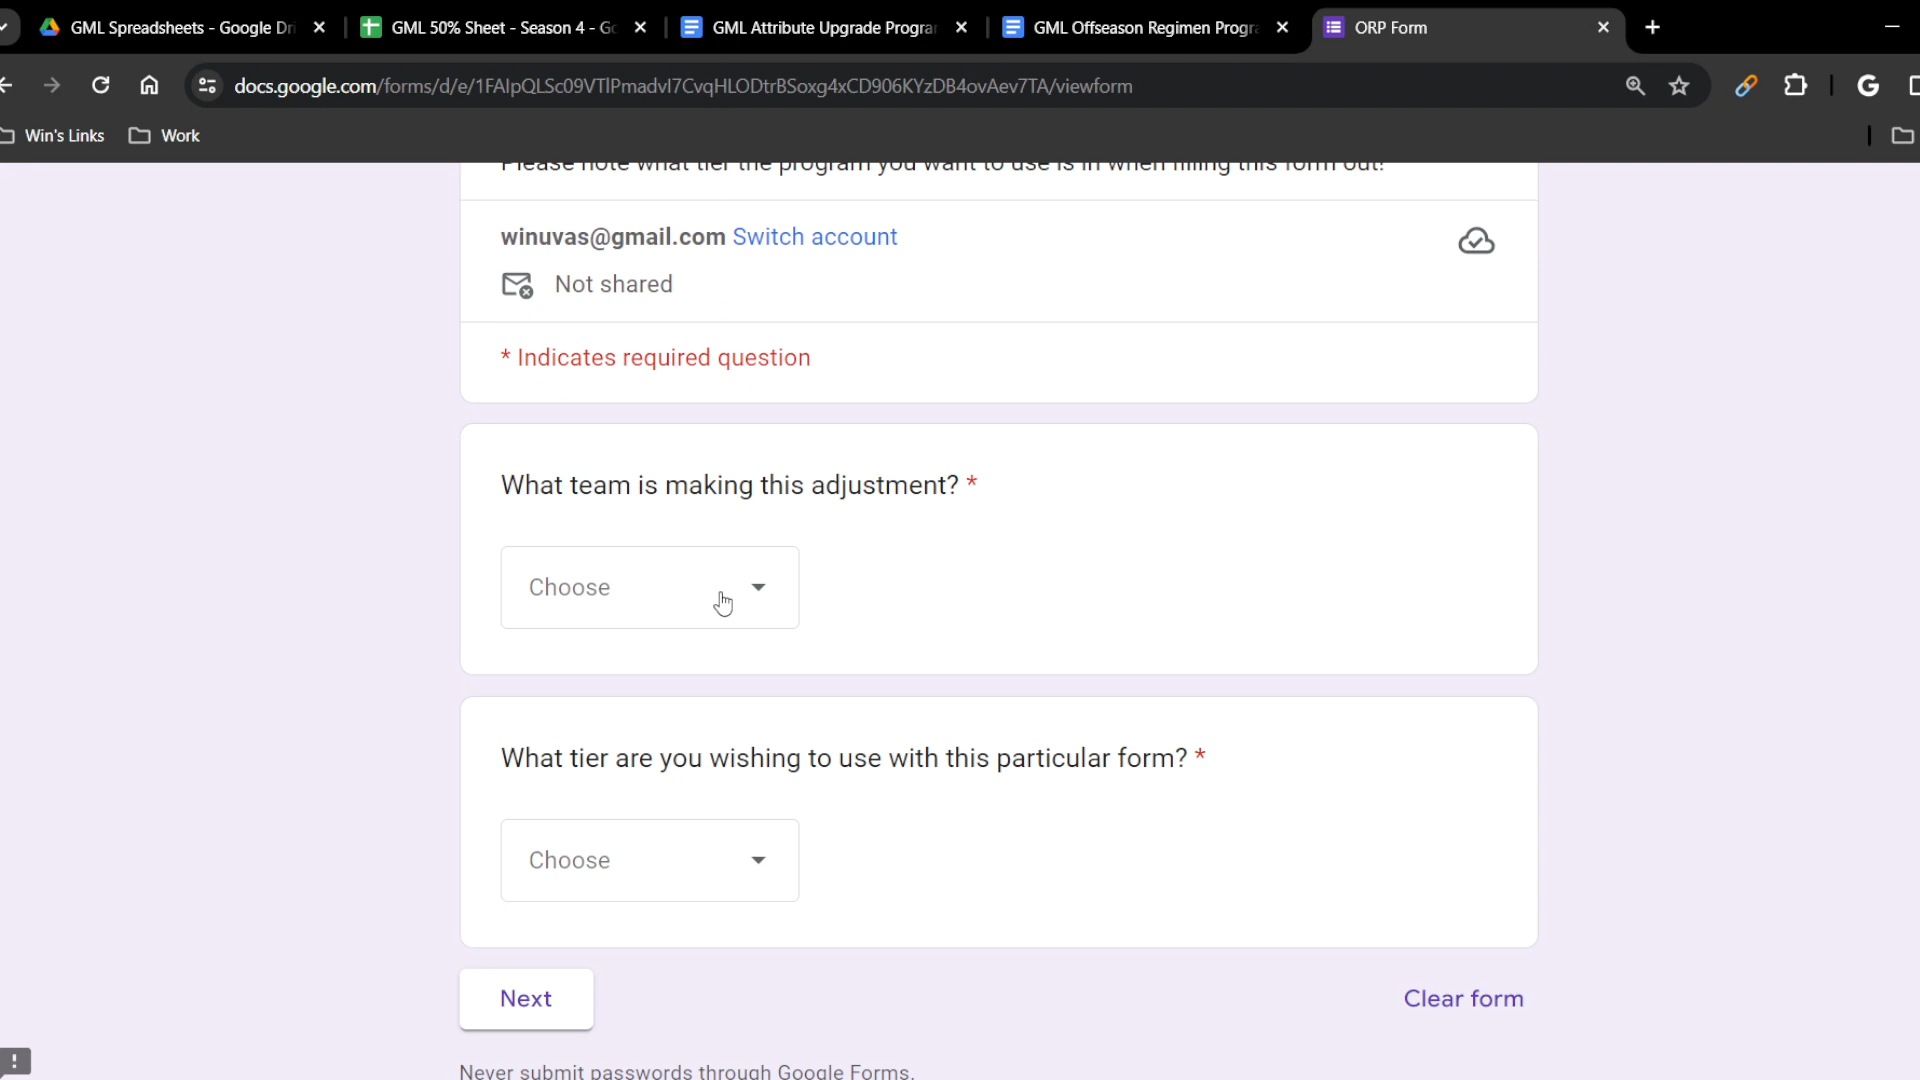 GML Spreadsheets - Google Dri
GML 50% Sheet - Season 4 - Go
GML Attribute Upgrade Program
GML Offseason Regimen Progra
ORP Form
docs.google.com/forms/d/e/1FAIpQLSc09VTlPmadvl7CvqHLODtrBSoxg4xCD906KYzDB4ovAev7TA/viewform
Win's Links
Work
Please note what tier the program you want to use is in when filling this form out!
winuvas@gmail.com Switch account
Not shared
* Indicates required question
What team is making this adjustment? *
Choose
What tier are you wishing to use with this particular form? *
Choose
Next
Clear form
Never submit passwords through Google Forms.